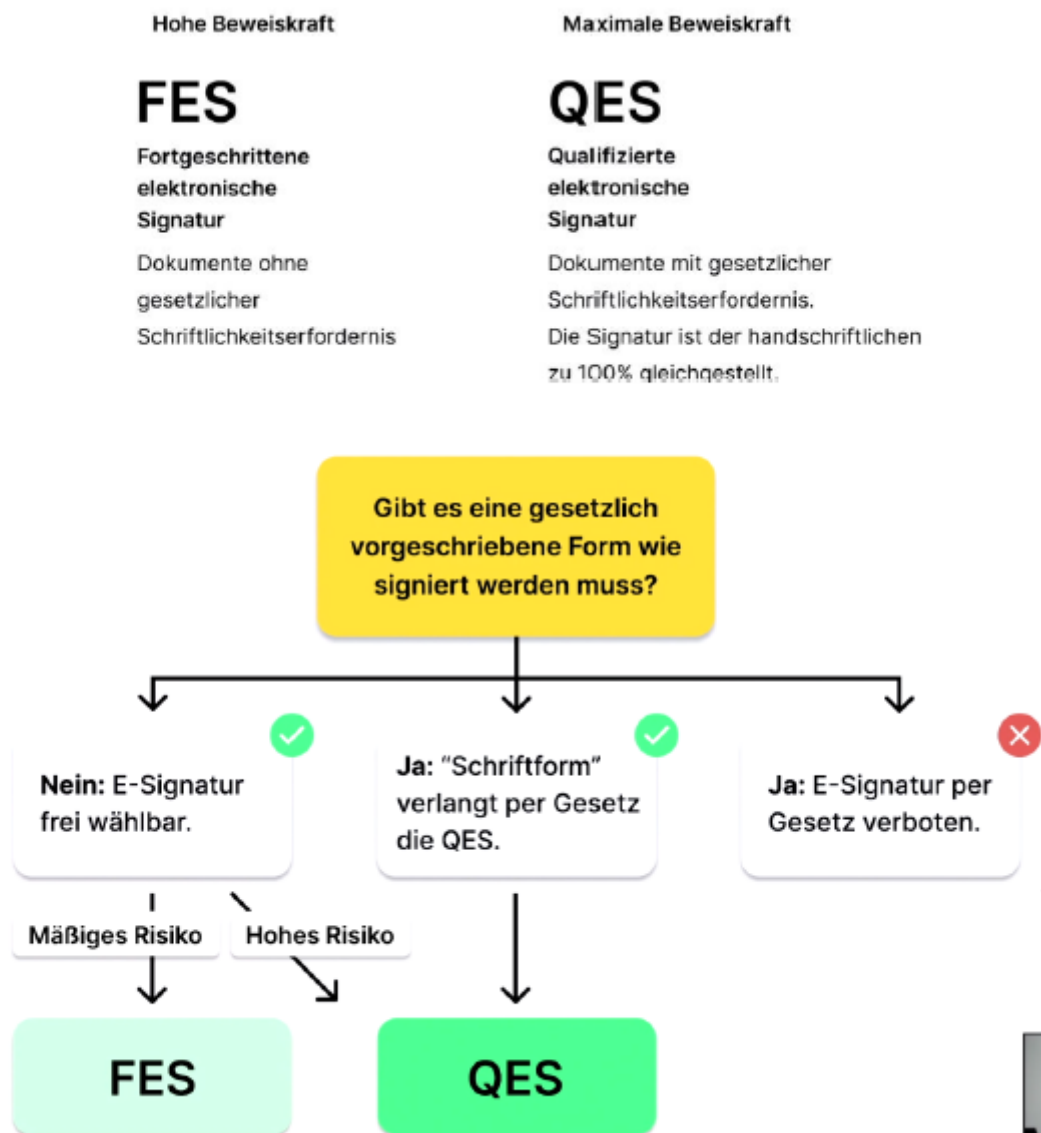 Hohe Beweiskraft
FES
Fortgeschrittene
elektronische
Signatur
Dokumente ohne
gesetzlicher
Schriftlichkeitserfordernis
Maximale Beweiskraft
QES
Qualifizierte
elektronische
Signatur
Dokumente mit gesetzlicher
Schriftlichkeitserfordernis.
Die Signatur ist der handschriftlichen
zu 100% gleichgestellt.
Gibt es eine gesetzlich
vorgeschriebene Form wie
signiert werden muss?
Nein: E-Signatur
frei wählbar.
Ja: "Schriftform"
verlangt per Gesetz
die QES.
Ja: E-Signatur per
Gesetz verboten.
Mäßiges Risiko
Hohes Risiko
FES
QES